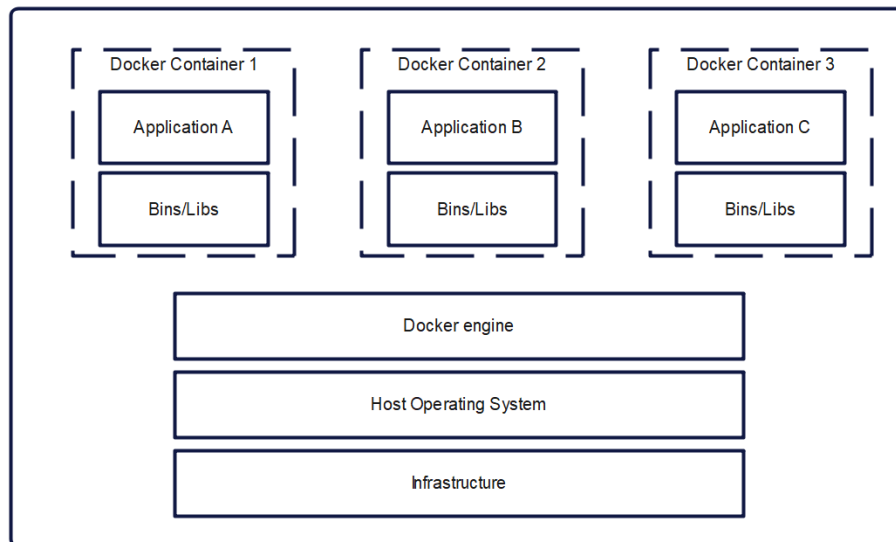 Docker Container 1
Docker Container 2
Docker Container 3
Application A
Application B
Application C
Bins/Libs
Bins/Libs
Bins/Libs
Docker engine
Host Operating System
Infrastructure